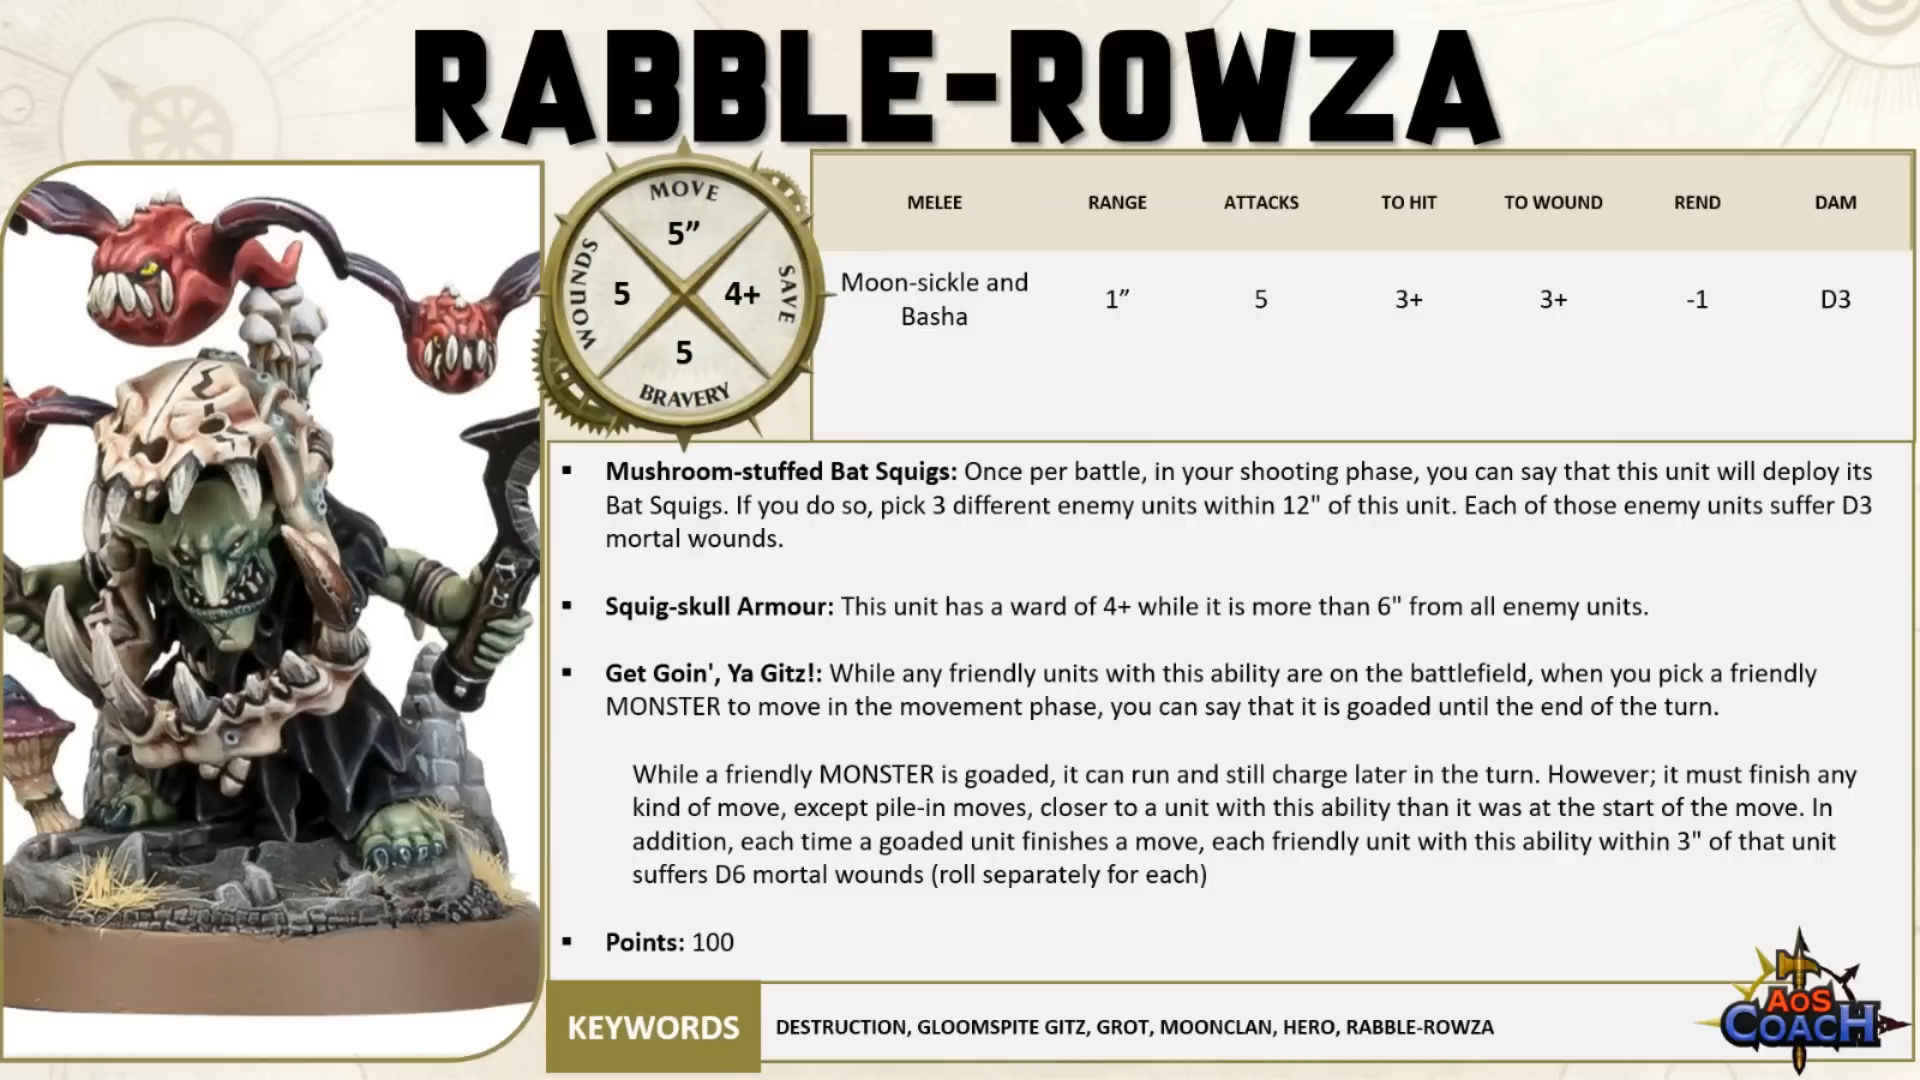 RABBLE-ROWZA
MOVE
5”
WOUNDS
5
4+
SAVE
5
BRAVERY
MELEE RANGE ATTACKS TO HIT TO WOUND REND DAM
Moon-sickle and
Basha
1” 5 3+ 3+ -1 D3
▪ Mushroom-stuffed Bat Squigs: Once per battle, in your shooting phase, you can say that this unit will deploy its
Bat Squigs. If you do so, pick 3 different enemy units within 12" of this unit. Each of those enemy units suffer D3
mortal wounds.
▪ Squig-skull Armour: This unit has a ward of 4+ while it is more than 6" from all enemy units.
▪ Get Goin', Ya Gitz!: While any friendly units with this ability are on the battlefield, when you pick a friendly
MONSTER to move in the movement phase, you can say that it is goaded until the end of the turn.
While a friendly MONSTER is goaded, it can run and still charge later in the turn. However; it must finish any
kind of move, except pile-in moves, closer to a unit with this ability than it was at the start of the move. In
addition, each time a goaded unit finishes a move, each friendly unit with this ability within 3" of that unit
suffers D6 mortal wounds (roll separately for each)
▪ Points: 100
KEYWORDS
DESTRUCTION, GLOOMSPITE GITZ, GROT, MOONCLAN, HERO, RABBLE-ROWZA
AoS
COACH